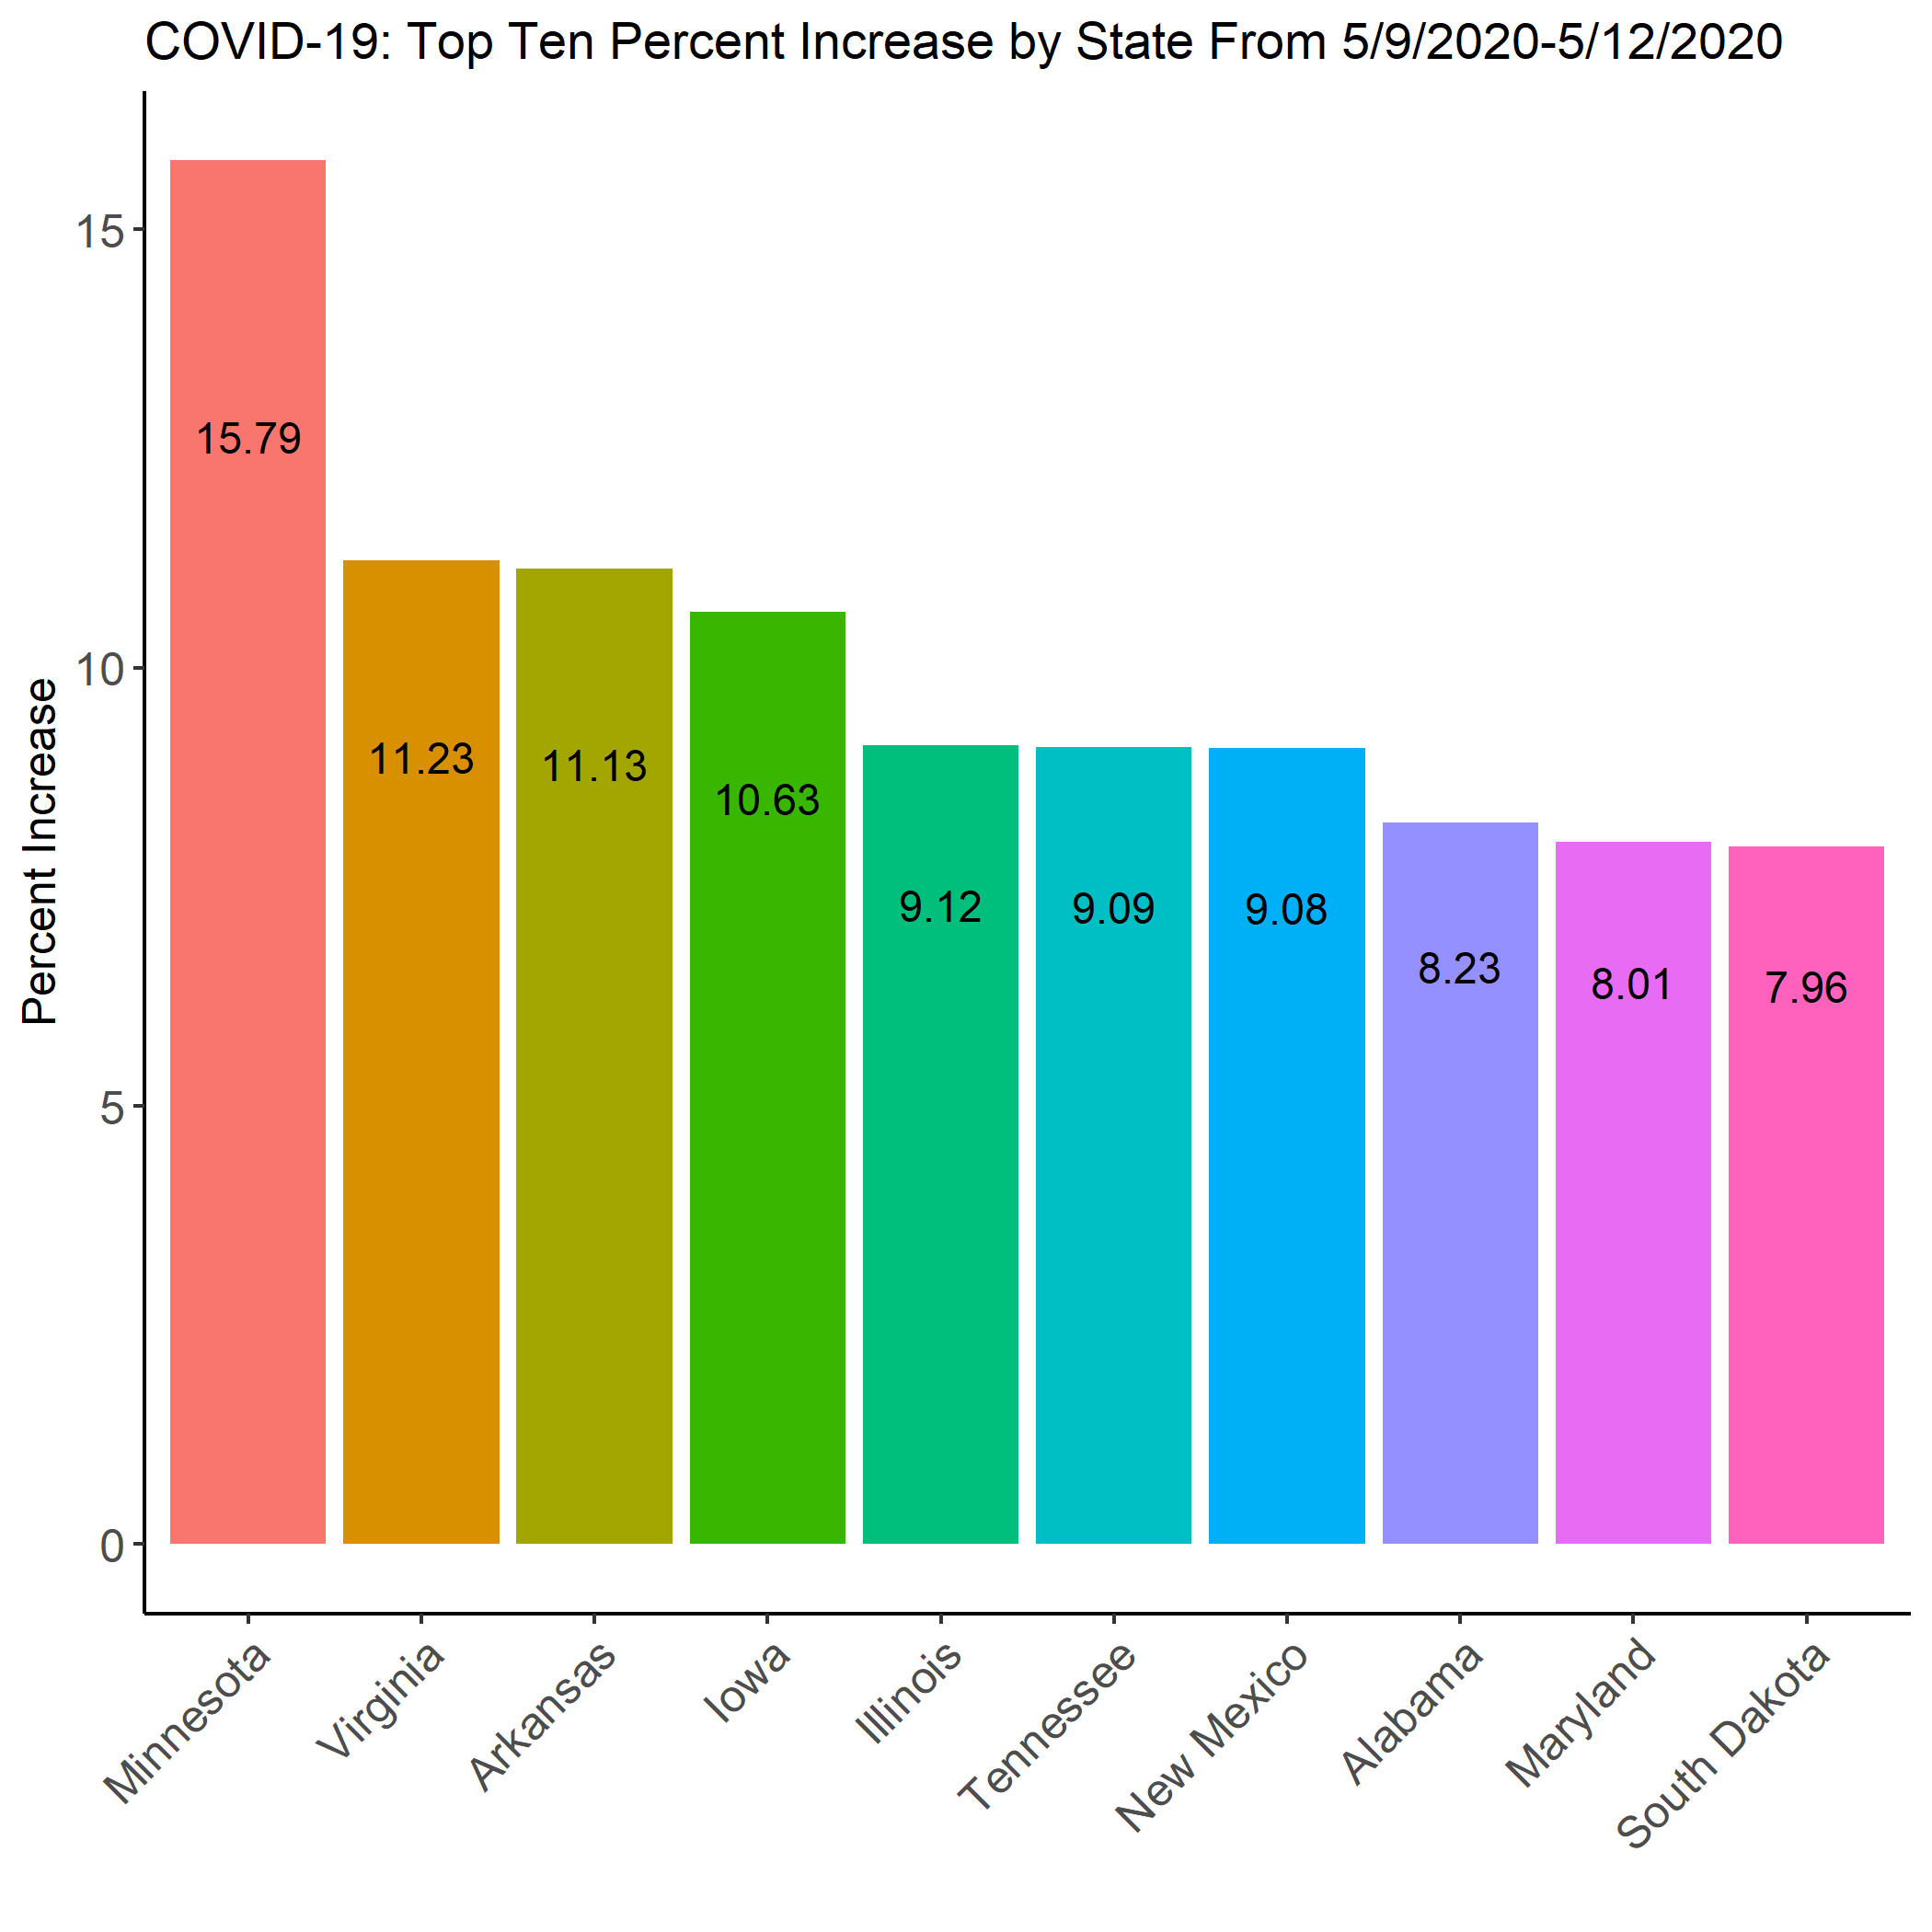 COVID-19: Top Ten Percent Increase by State From 5/9/2020-5/12/2020
Percent Increase
15
10
5
0
15.79
11.23
11.13
10.63
9.12
9.09
9.08
8.23
8.01
7.96
Minnesota
Virginia
Arkansas
Iowa
Illinois
Tennessee
New Mexico
Alabama
Maryland
South Dakota